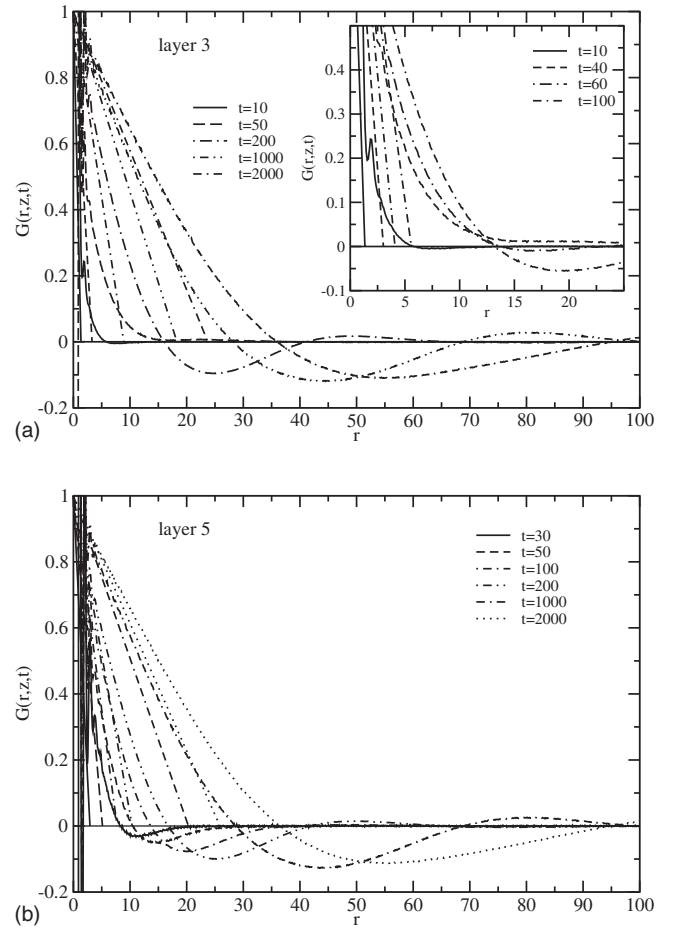 layer 3
t=10
t=50
t=200
t=1000
t=2000
t=10
t=40
t=60
t=100
0.4
0.3
0.2
0.1
0
-0.1
G(r,z,t)
0 5 10 15 20
r
1
0.8
0.6
0.4
0.2
0
-0.2
G(r,z,t)
0 10 20 30 40 50 60 70 80 90 100
r
(a)
layer 5
t=30
t=50
t=100
t=200
t=1000
t=2000
1
0.8
0.6
0.4
0.2
0
-0.2
G(r,z,t)
0 10 20 30 40 50 60 70 80 90 100
r
(b)